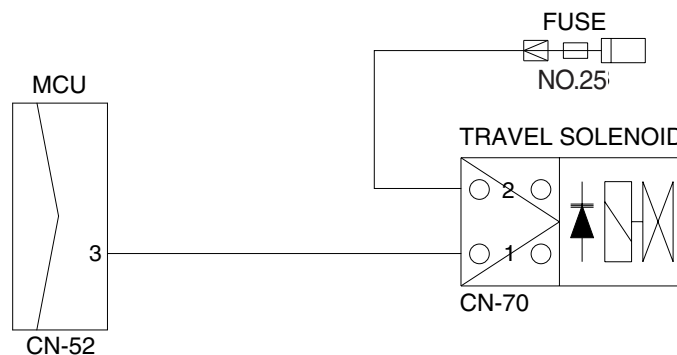 FUSE
NO.25
MCU
TRAVEL SOLENOID
2
3
1
CN-70
CN-52